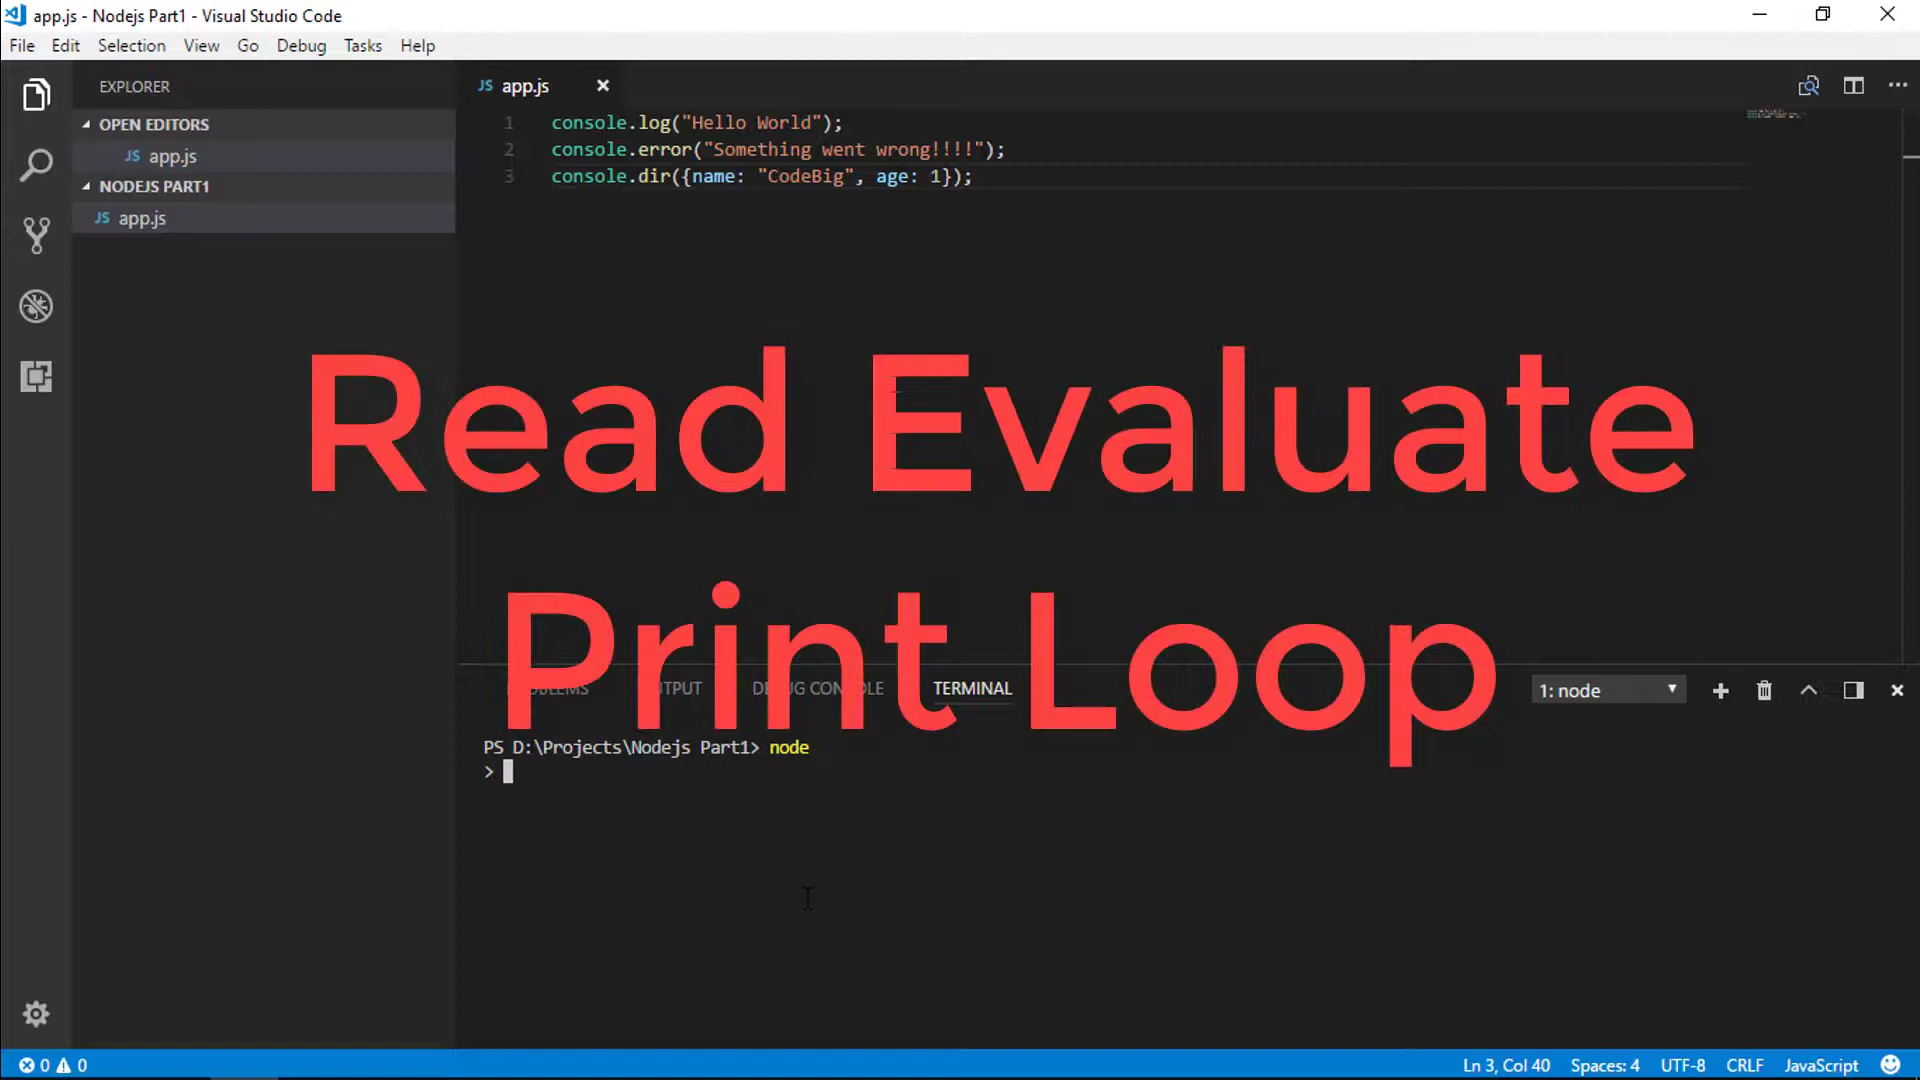 app.js - Nodejs Part1 - Visual Studio Code
File Edit Selection View Go Debug Tasks Help
EXPLORER
JS app.js
OPEN EDITORS
JS app.js
NODEJS PART1
JS app.js
1 console.log("Hello World");
2 console.error("Something went wrong!!!!");
3 console.dir({name: "CodeBig", age: 1});
Read Evaluate
Print Loop
TERMINAL
1: node
PS D:\Projects\Nodejs Part1> node
>
0 0
Ln 3, Col 40 Spaces: 4 UTF-8 CRLF JavaScript